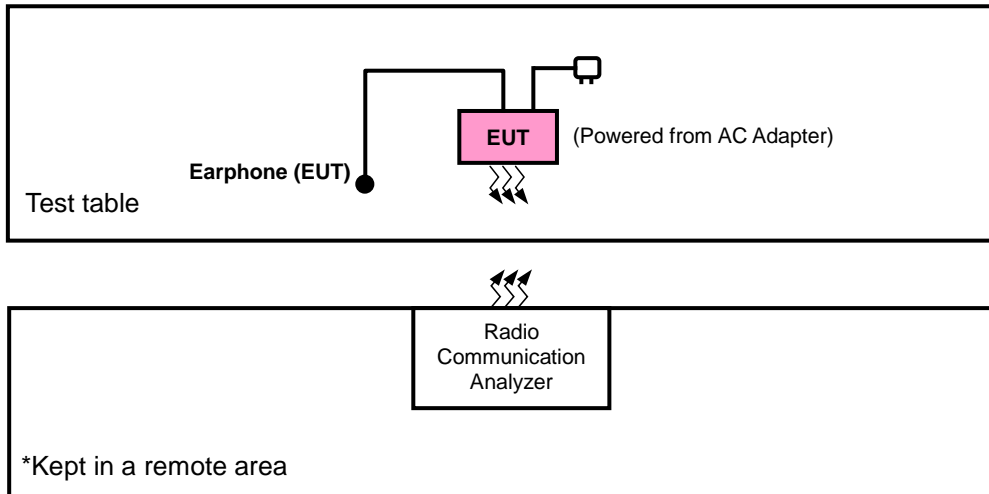 EUT
(Powered from AC Adapter)
Earphone (EUT)
Test table
Radio
Communication
Analyzer
*Kept in a remote area